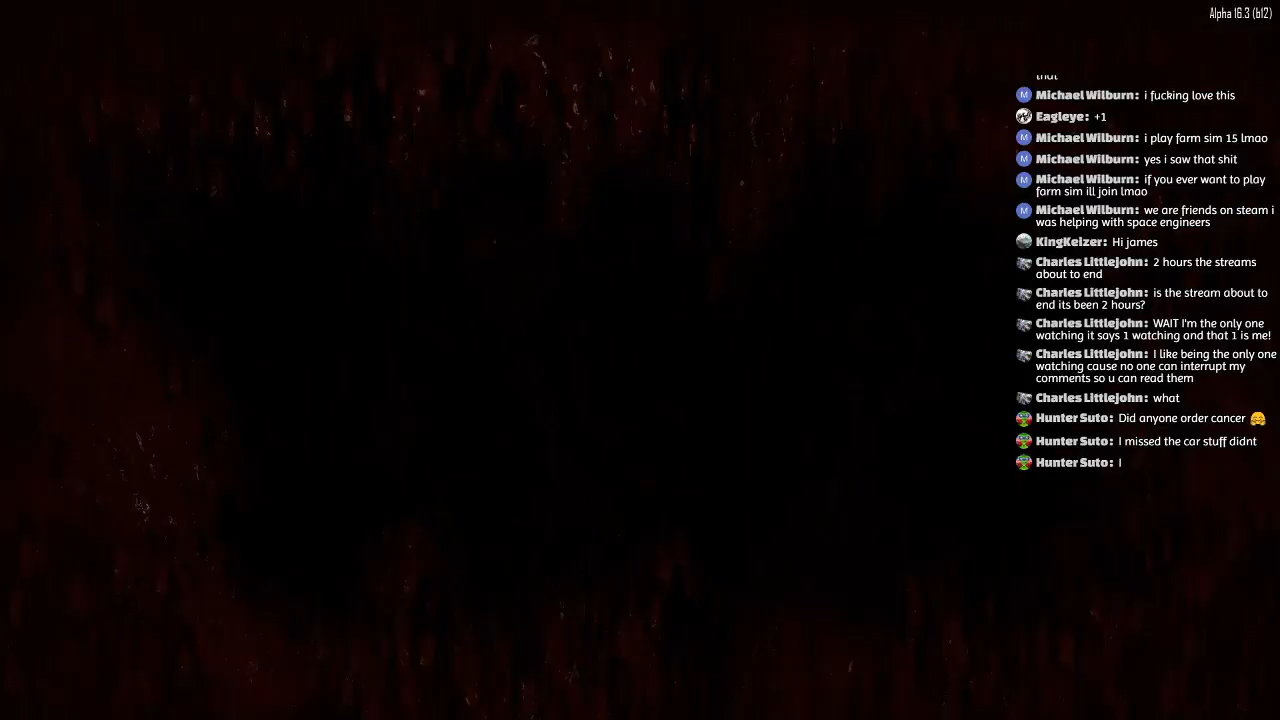 Alpha 16.3 (b12)
that
Michael Wilburn: i fucking love this
Eagleye: +1
Michael Wilburn: i play farm sim 15 lmao
Michael Wilburn: yes i saw that shit
Michael Wilburn: if you ever want to play
farm sim ill join lmao
Michael Wilburn: we are friends on steam i
was helping with space engineers
KingKeizer: Hi james
Charles Littlejohn: 2 hours the streams
about to end
Charles Littlejohn: is the stream about to
end its been 2 hours?
Charles Littlejohn: WAIT I'm the only one
watching it says 1 watching and that 1 is me!
Charles Littlejohn: I like being the only one
watching cause no one can interrupt my
comments so u can read them
Charles Littlejohn: what
Hunter Suto: Did anyone order cancer 🤗
Hunter Suto: I missed the car stuff didnt
Hunter Suto: I